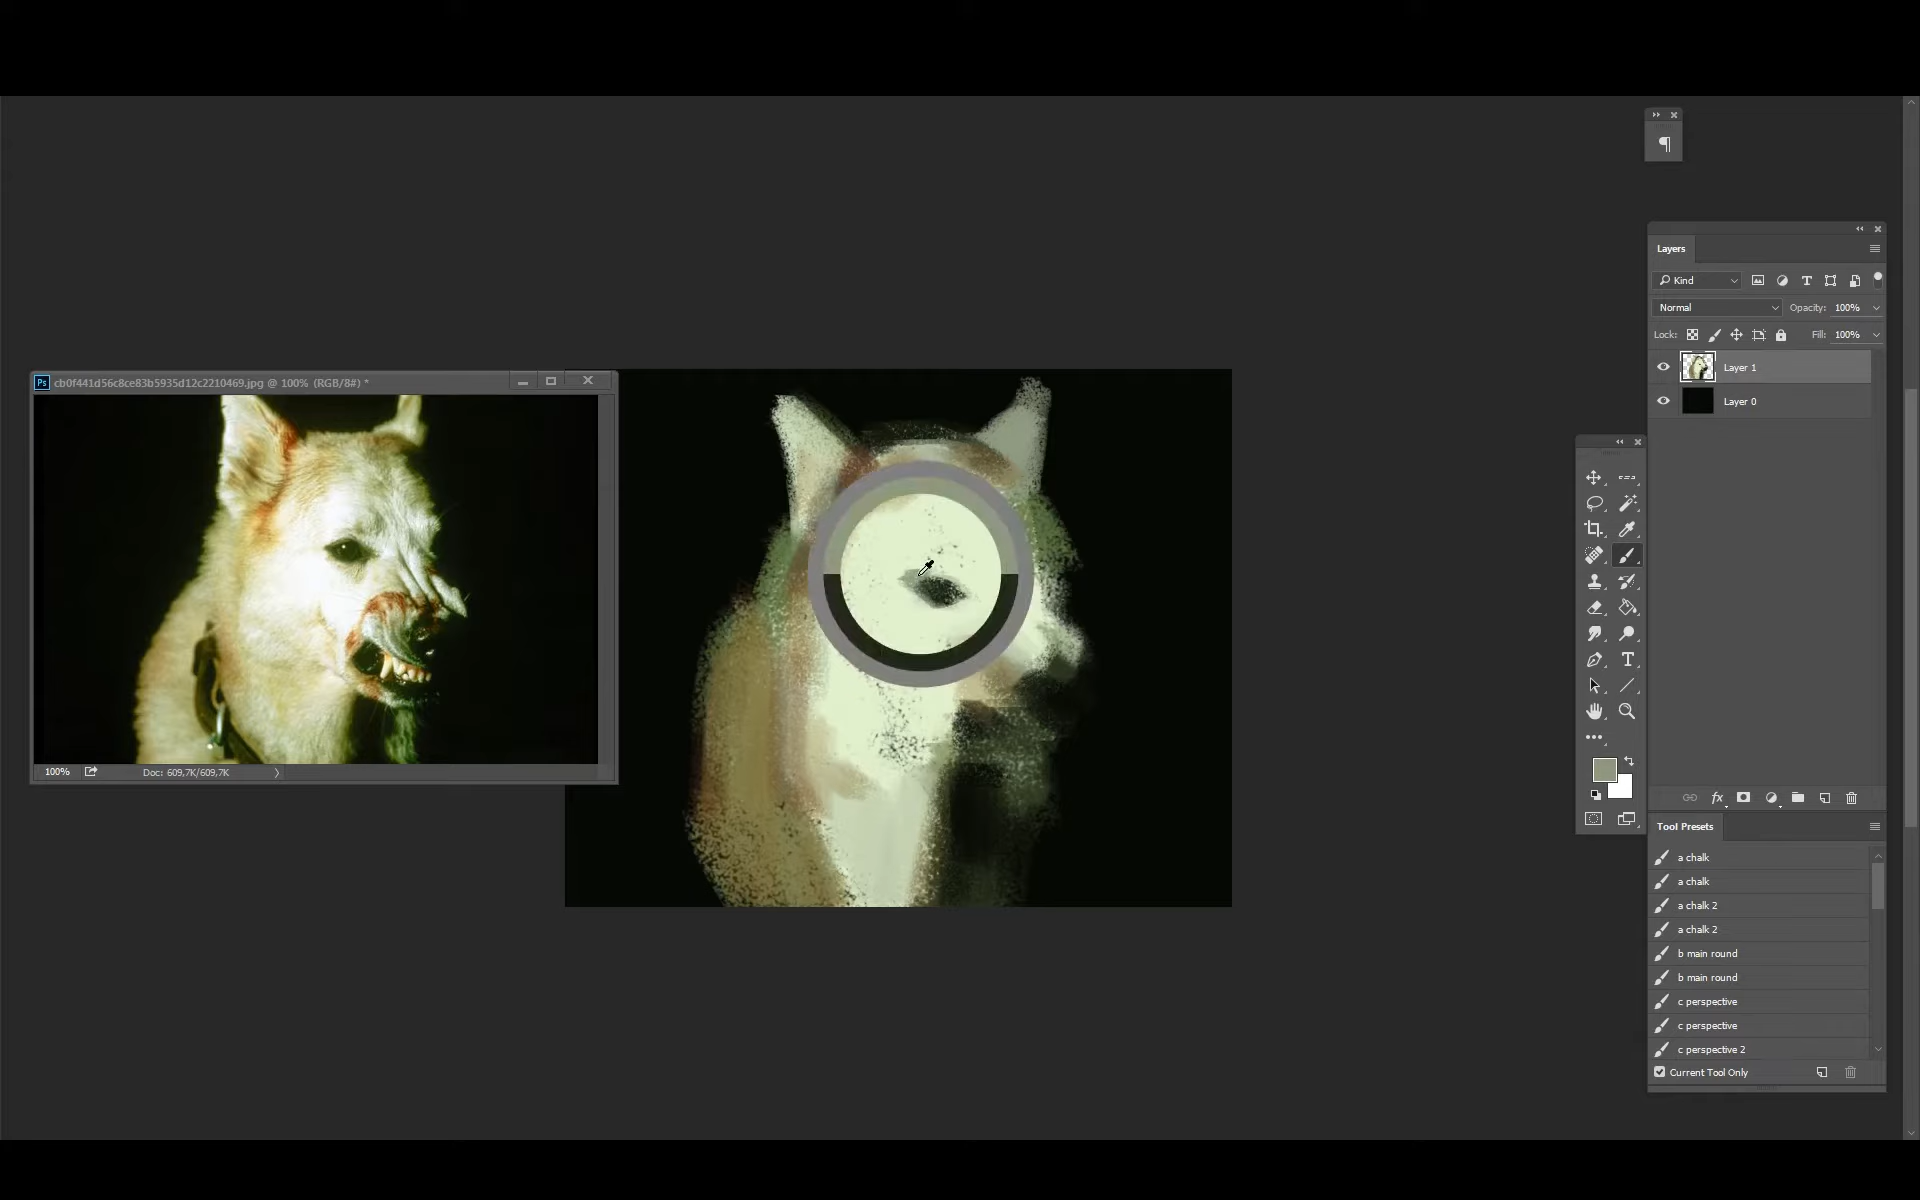 Layers
Kind
Normal
Opacity: 100%
Lock:
Fill: 100%
Layer 1
Ps cb0f441d56c8ce83b5935d12c2210469.jpg @ 100% (RGB/8#) *
Layer 0
100%
Doc: 609,7K/609,7K
fx
Tool Presets
a chalk
a chalk
a chalk 2
a chalk 2
b main round
b main round
c perspective
c perspective
c perspective 2
Current Tool Only